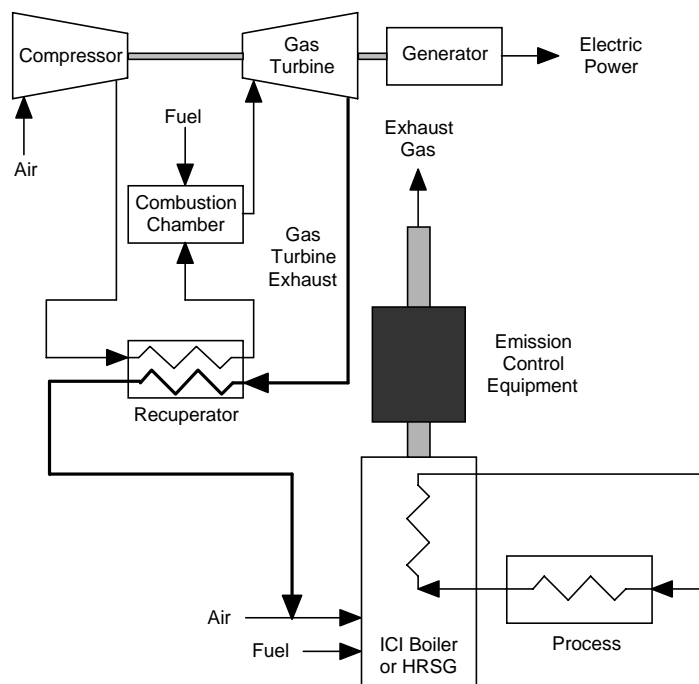 Compressor
Gas
Turbine
Generator
Electric
Power
Air
Fuel
Exhaust
Gas
Combustion
Chamber
Gas
Turbine
Exhaust
Recuperator
Emission
Control
Equipment
Air
Fuel
ICI Boiler
or HRSG
Process